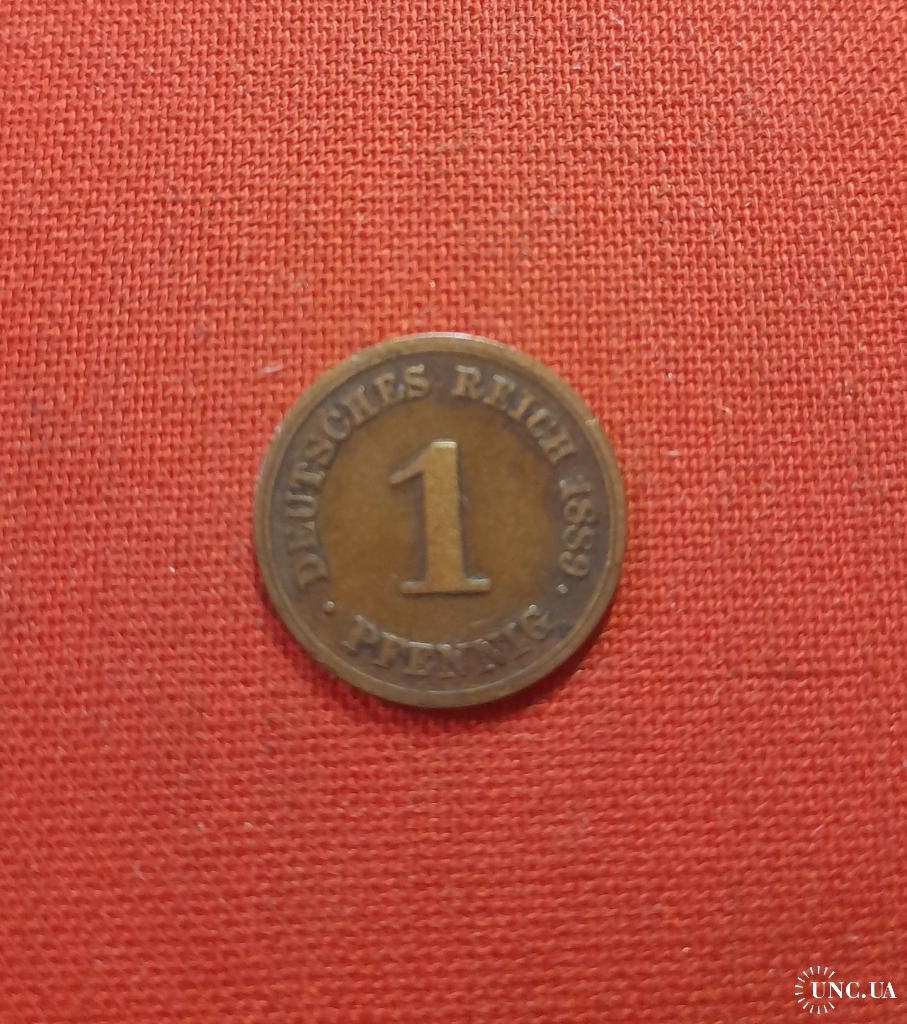 DEUTSCHES REICH 1889
1
· PFENNIG ·
UNC.UA